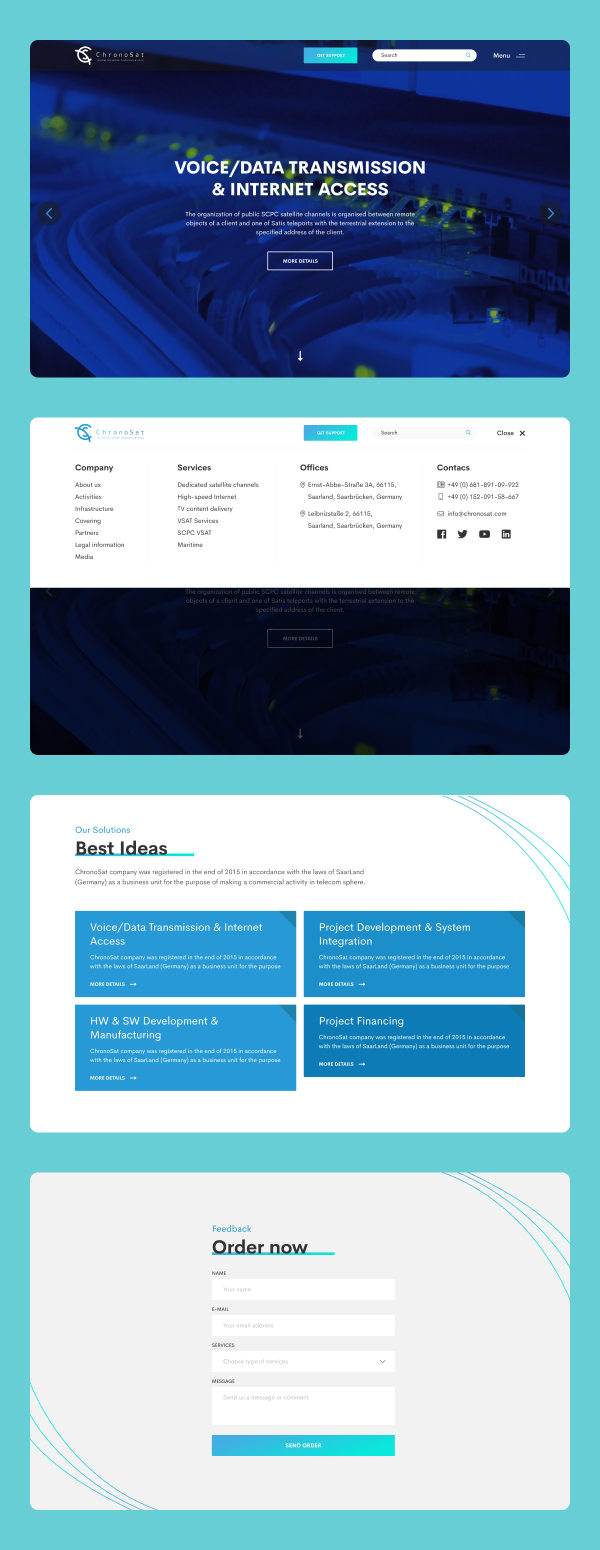 ChronoSat
GET SUPPORT
Search
Menu
VOICE/DATA TRANSMISSION
& INTERNET ACCESS
The organization of public SCPC satellite channels is organised between remote
objects of a client and one of Satis teleports with the terrestrial extension to the
specified address of the client.
MORE DETAILS
ChronoSat
GET SUPPORT
Search
Close
Company
About us
Activities
Infrastructure
Covering
Partners
Legal information
Media
Services
Dedicated satellite channels
High-speed Internet
TV content delivery
VSAT Services
SCPC VSAT
Maritime
Offices
Ernst-Abbe-Straße 3A, 66115,
Saarland, Saarbrücken, Germany
Leibnizstaße 2, 66115,
Saarland, Saarbrücken, Germany
Contacs
+49 (0) 681-891-09-922
+49 (0) 152-091-58-667
info@chronosat.com
The organization of public SCPC satellite channels is organised between remote
objects of a client and one of Satis teleports with the terrestrial extension to the
specified address of the client.
MORE DETAILS
Our Solutions
Best Ideas
ChronoSat company was registered in the end of 2015 in accordance with the laws of SaarLand
(Germany) as a business unit for the purpose of making a commercial activity in telecom sphere.
Voice/Data Transmission & Internet
Access
ChronoSat company was registered in the end of 2015 in accordance
with the laws of SaarLand (Germany) as a business unit for the purpose
MORE DETAILS
Project Development & System
Integration
ChronoSat company was registered in the end of 2015 in accordance
with the laws of SaarLand (Germany) as a business unit for the purpose
MORE DETAILS
HW & SW Development &
Manufacturing
ChronoSat company was registered in the end of 2015 in accordance
with the laws of SaarLand (Germany) as a business unit for the purpose
MORE DETAILS
Project Financing
ChronoSat company was registered in the end of 2015 in accordance
with the laws of SaarLand (Germany) as a business unit for the purpose
MORE DETAILS
Feedback
Order now
NAME
Your name
E-MAIL
Your email address
SERVICES
Choose type of services
MESSAGE
Send us a message or comment
SEND ORDER